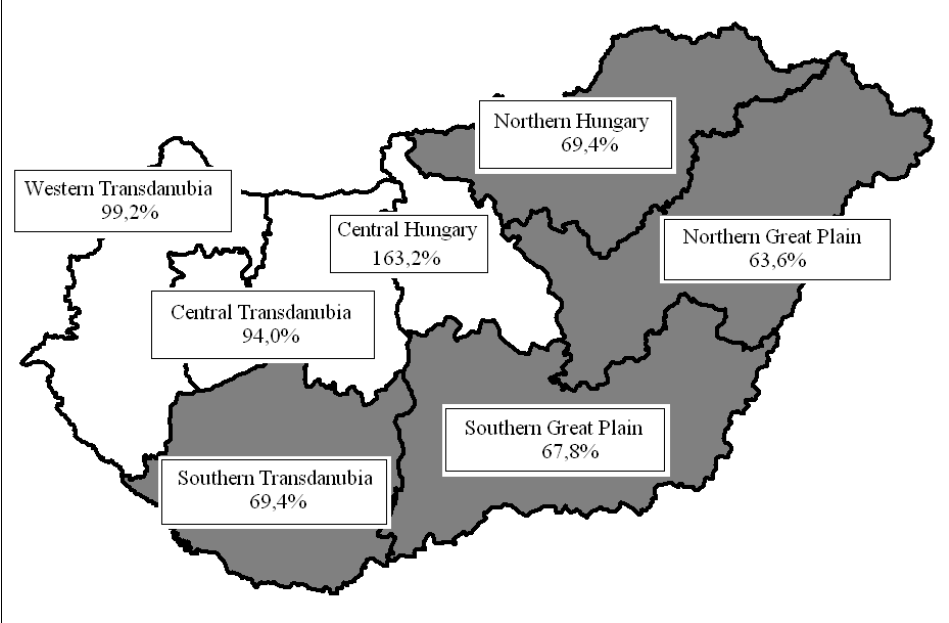 Northern Hungary
69,4%
Western Transdanubia
99,2%
Central Hungary
163,2%
Northern Great Plain
63,6%
Central Transdanubia
94,0%
Southern Great Plain
67,8%
Southern Transdanubia
69,4%